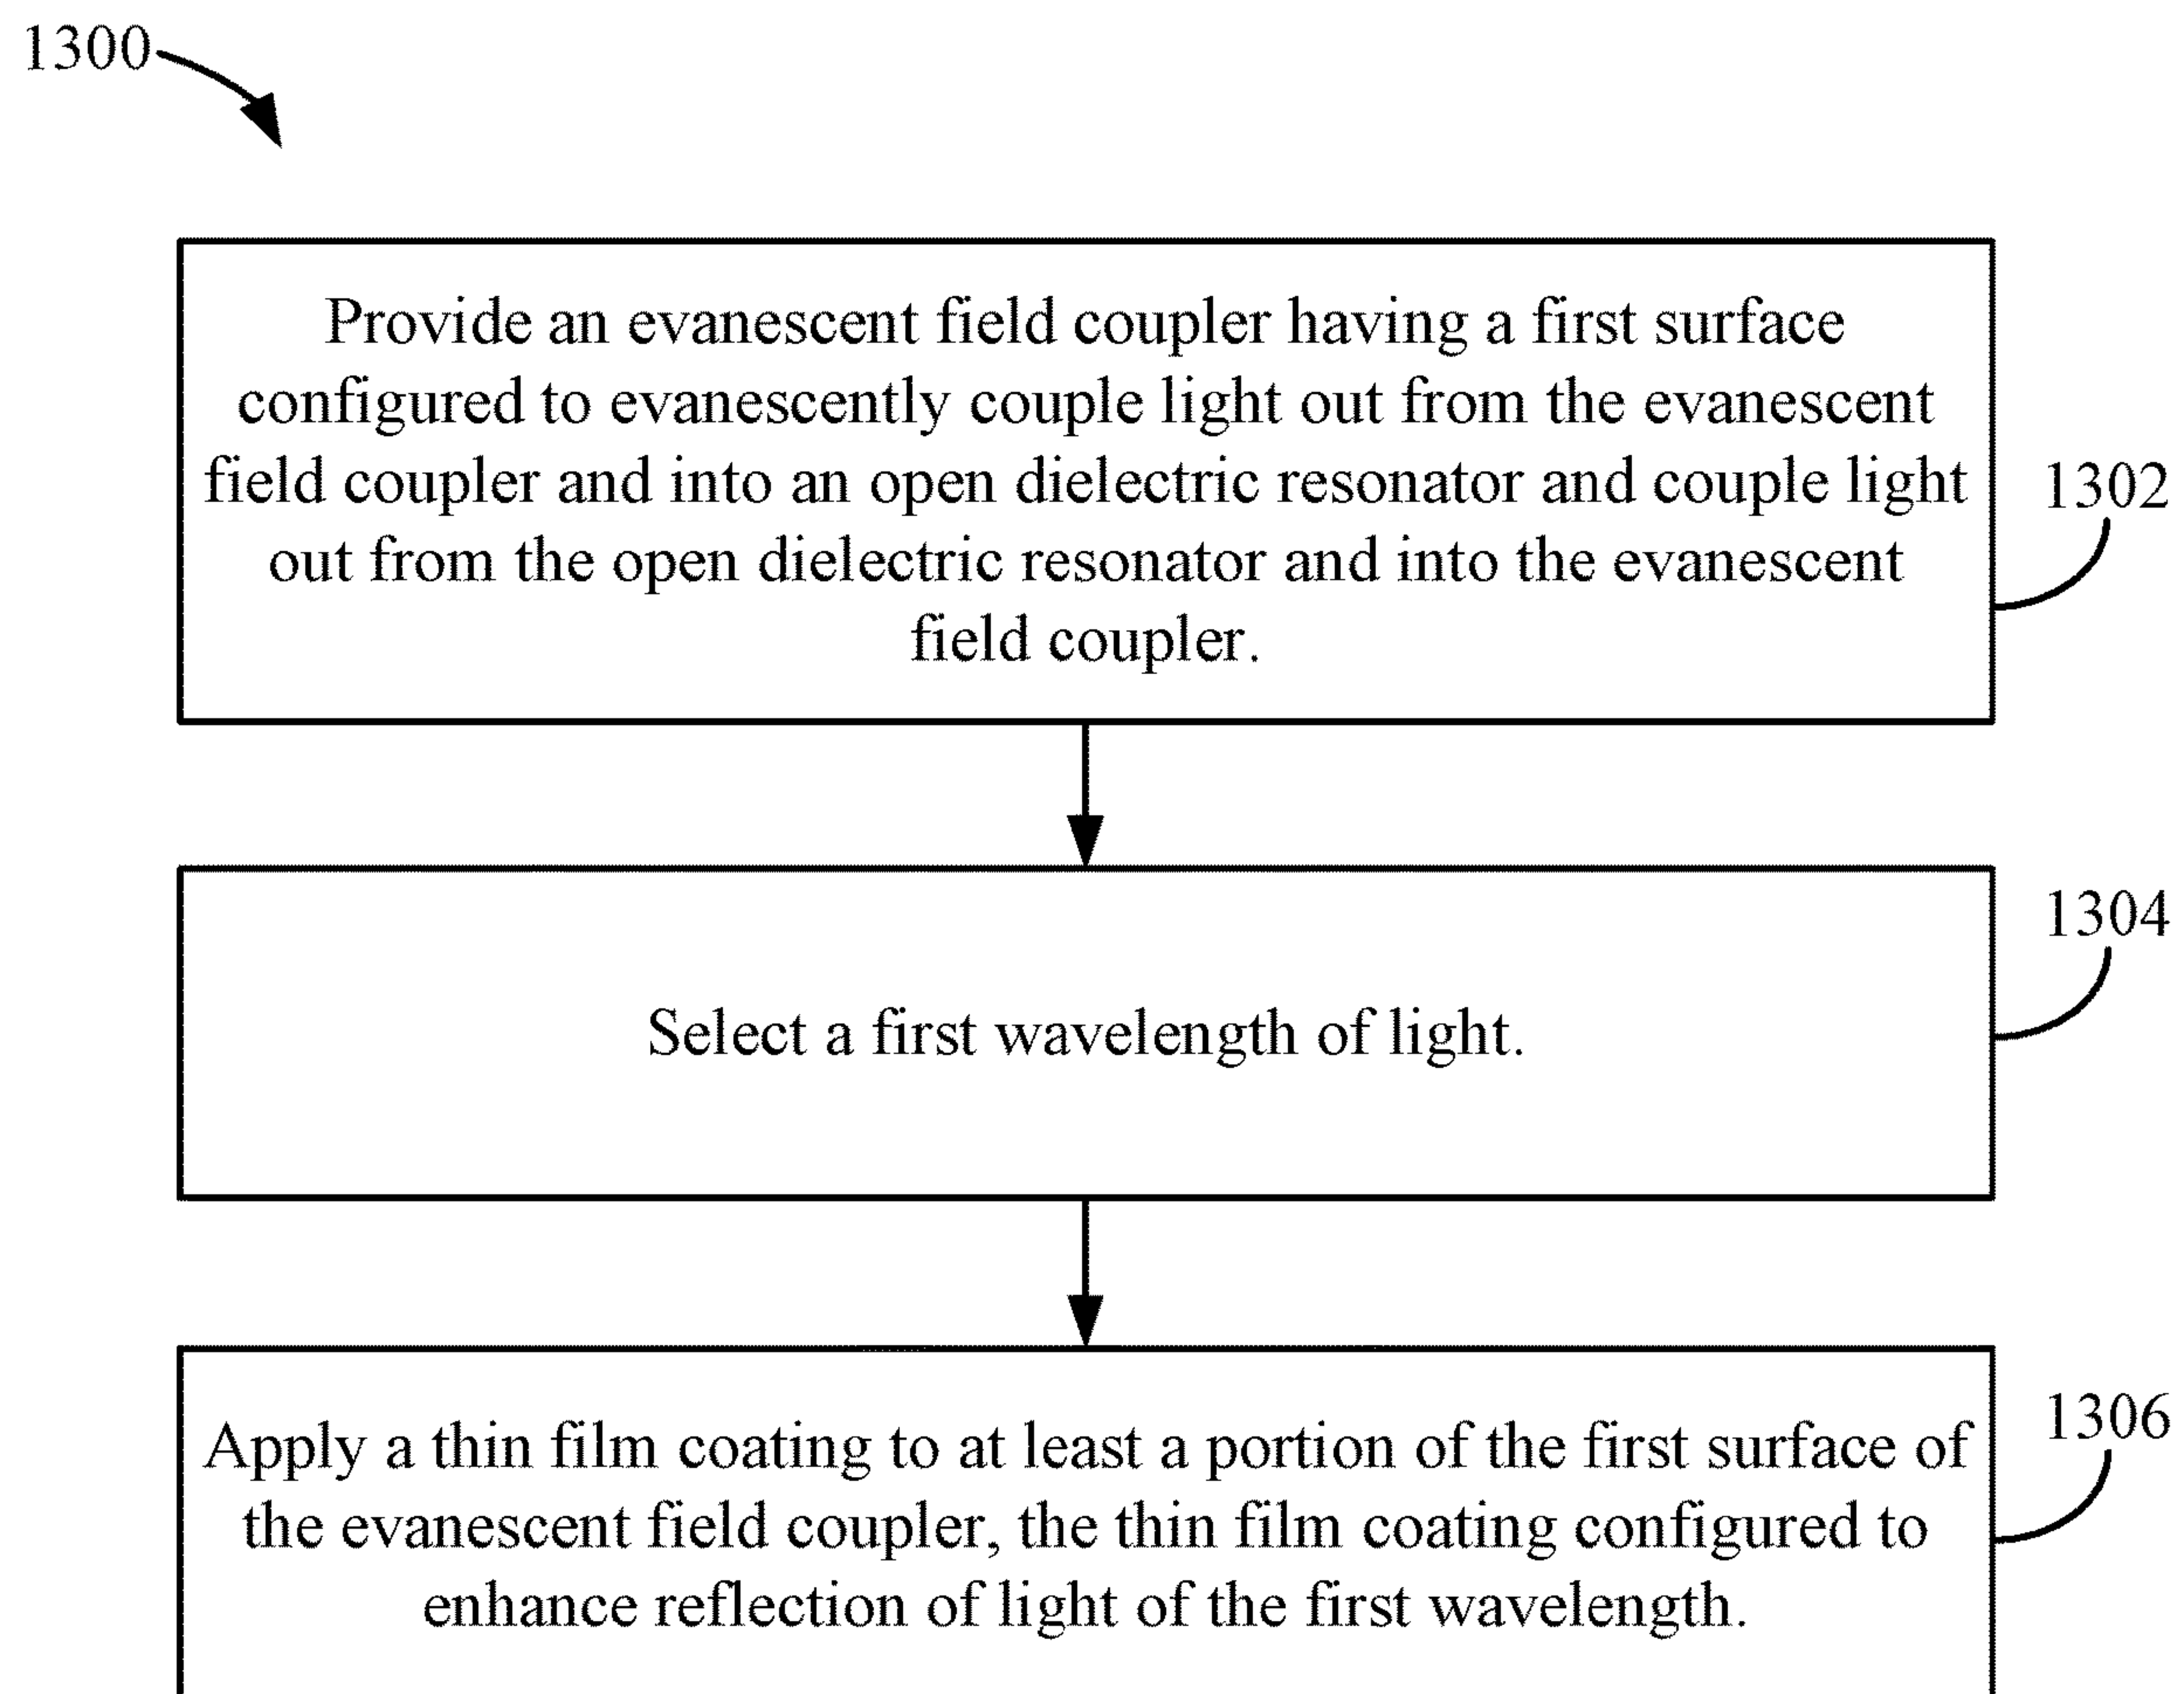 1300
Provide an evanescent field coupler having a first surface
configured to evanescently couple light out from the evanescent
field coupler and into an open dielectric resonator and couple light
out from the open dielectric resonator and into the evanescent
field coupler.
1302
Select a first wavelength of light.
1304
Apply a thin film coating to at least a portion of the first surface of
the evanescent field coupler, the thin film coating configured to
enhance reflection of light of the first wavelength.
1306